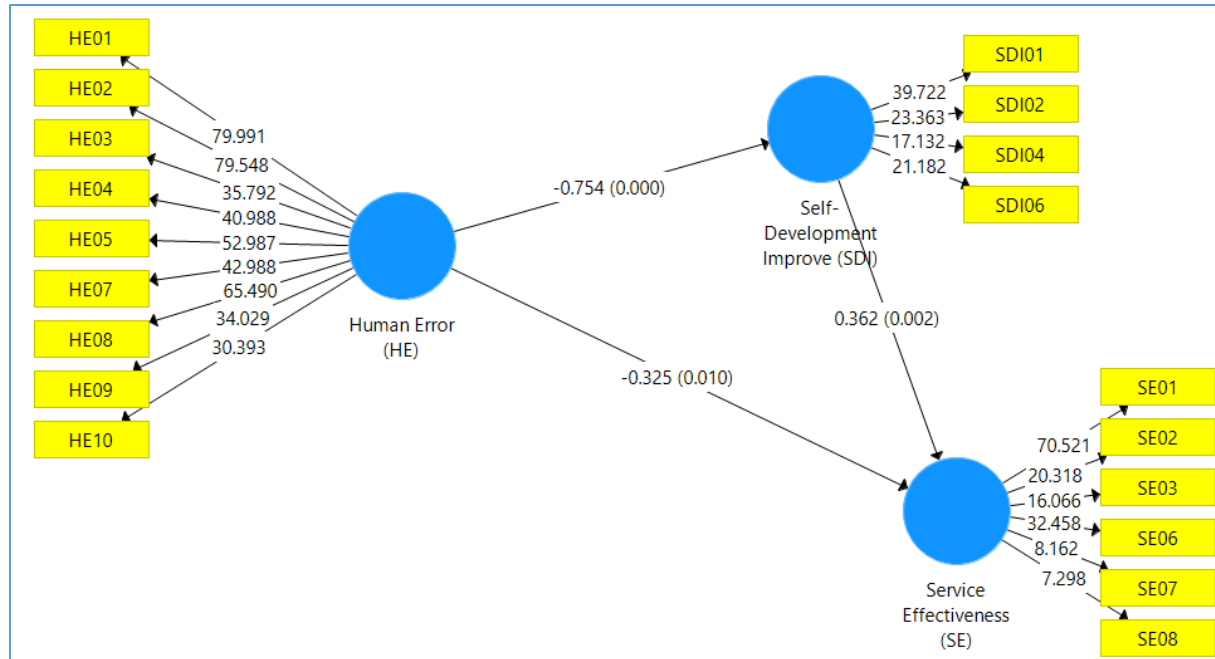 HE01
HE02
HE03
HE04
HE05
HE07
HE08
HE09
HE10
79.991
79.548
35.792
40.988
52.987
42.988
65.490
34.029
30.393
Human Error
(HE)
-0.754 (0.000)
-0.325 (0.010)
Self-
Development
Improve (SDI)
39.722
23.363
17.132
21.182
SDI01
SDI02
SDI04
SDI06
0.362 (0.002)
Service
Effectiveness
(SE)
70.521
20.318
16.066
32.458
8.162
7.298
SE01
SE02
SE03
SE06
SE07
SE08